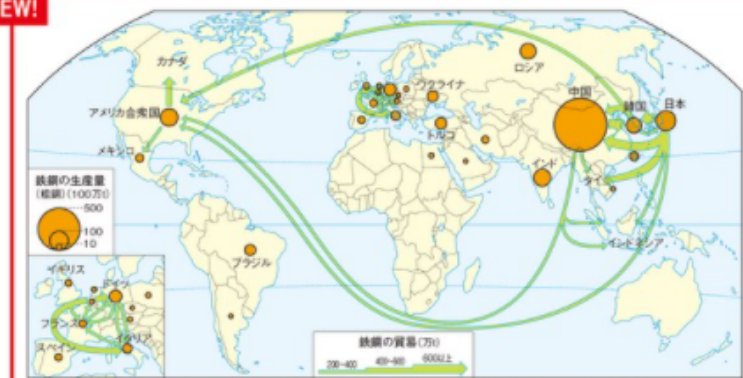 EW!
カナダ
アメリカ合衆国
メキシコ
ブラジル
ウクライナ
トルコ
ロシア
中国
韓国
日本
インド
タイ
インドネシア
鉄鋼の生産量
(粗鋼)(100万t)
500
100
10
イギリス
ドイツ
フランス
イタリア
スペイン
鉄鋼の貿易(万t)
200-400 400-600 600以上